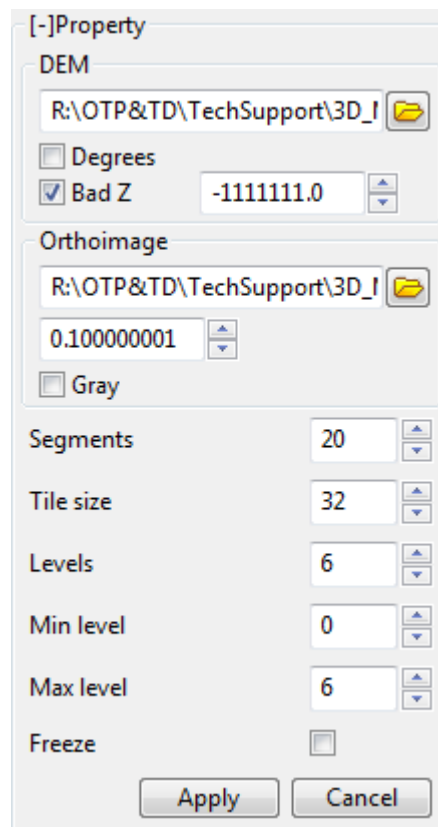 [-]Property
DEM
R:\OTP&TD\TechSupport\3D_
Degrees
Bad Z -1111111.0
Orthoimage
R:\OTP&TD\TechSupport\3D_
0.100000001
Gray
Segments 20
Tile size 32
Levels 6
Min level 0
Max level 6
Freeze
Apply Cancel